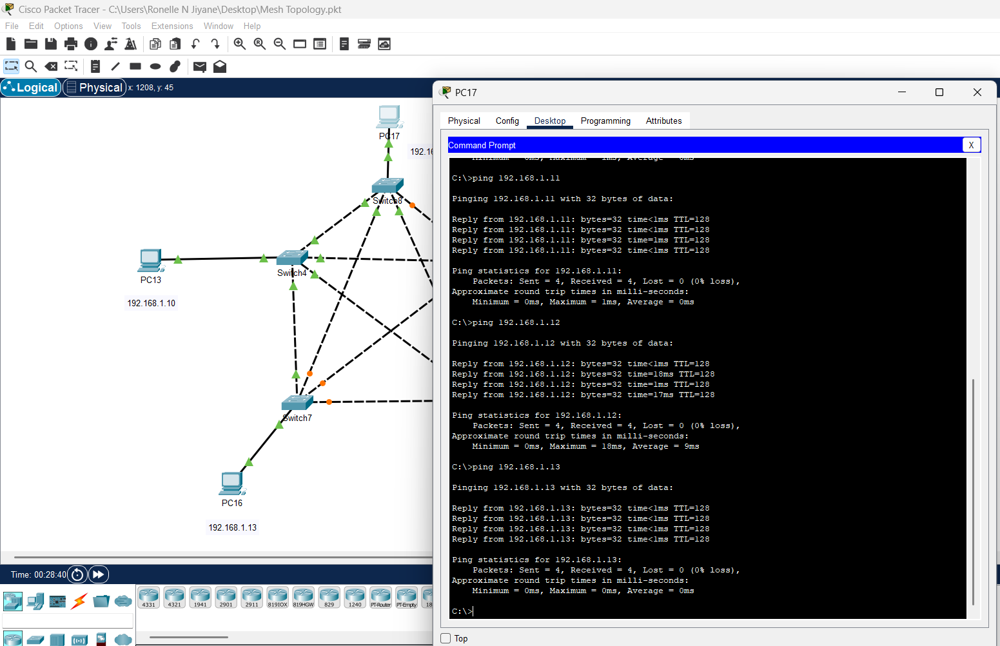 Cisco Packet Tracer - C:\Users\Ronelle N Jiyane\Desktop\Mesh Topology.pkt
File Edit Options View Tools Extensions Window Help
Logical Physical x: 1208, y: 45
PC17
192.16
Switch8
Switch4
PC13
192.168.1.10
Switch7
PC16
192.168.1.13
Time: 00:28:40
4331 4321 1941 2901 2911 819IOX 819HGW 829 1240 PT-Router PT-Empty 18
PC17
Physical Config Desktop Programming Attributes
Command Prompt X
Minimum = 0ms, Maximum = 1ms, Average = 0ms
C:\>ping 192.168.1.11
Pinging 192.168.1.11 with 32 bytes of data:
Reply from 192.168.1.11: bytes=32 time<1ms TTL=128
Reply from 192.168.1.11: bytes=32 time<1ms TTL=128
Reply from 192.168.1.11: bytes=32 time=1ms TTL=128
Reply from 192.168.1.11: bytes=32 time<1ms TTL=128
Ping statistics for 192.168.1.11:
Packets: Sent = 4, Received = 4, Lost = 0 (0% loss),
Approximate round trip times in milli-seconds:
Minimum = 0ms, Maximum = 1ms, Average = 0ms
C:\>ping 192.168.1.12
Pinging 192.168.1.12 with 32 bytes of data:
Reply from 192.168.1.12: bytes=32 time<1ms TTL=128
Reply from 192.168.1.12: bytes=32 time=18ms TTL=128
Reply from 192.168.1.12: bytes=32 time=1ms TTL=128
Reply from 192.168.1.12: bytes=32 time=17ms TTL=128
Ping statistics for 192.168.1.12:
Packets: Sent = 4, Received = 4, Lost = 0 (0% loss),
Approximate round trip times in milli-seconds:
Minimum = 0ms, Maximum = 18ms, Average = 9ms
C:\>ping 192.168.1.13
Pinging 192.168.1.13 with 32 bytes of data:
Reply from 192.168.1.13: bytes=32 time<1ms TTL=128
Reply from 192.168.1.13: bytes=32 time<1ms TTL=128
Reply from 192.168.1.13: bytes=32 time<1ms TTL=128
Reply from 192.168.1.13: bytes=32 time<1ms TTL=128
Ping statistics for 192.168.1.13:
Packets: Sent = 4, Received = 4, Lost = 0 (0% loss),
Approximate round trip times in milli-seconds:
Minimum = 0ms, Maximum = 0ms, Average = 0ms
C:\>
Top